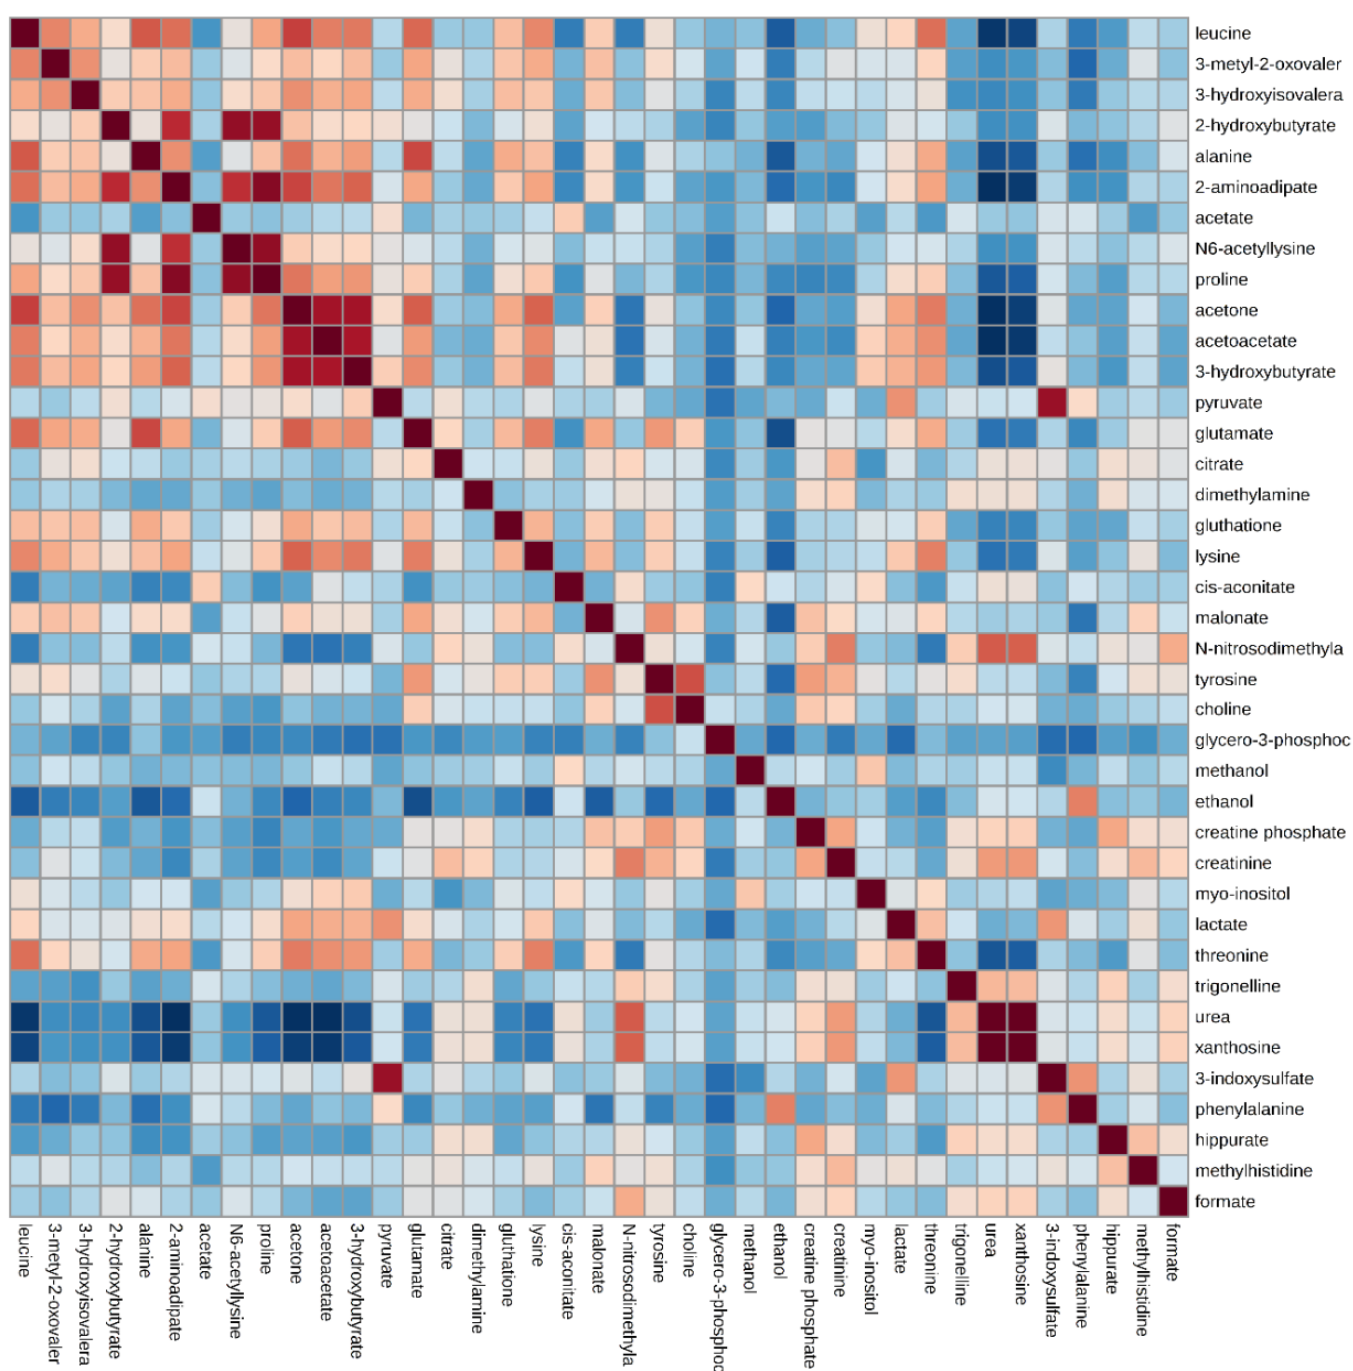 leucine
3-metyl-2-oxovaler
3-hydroxyisovalera
2-hydroxybutyrate
alanine
2-aminoadipate
acetate
N6-acetyllysine
proline
acetone
acetoacetate
3-hydroxybutyrate
pyruvate
glutamate
citrate
dimethylamine
gluthatione
lysine
cis-aconitate
malonate
N-nitrosodimethyla
tyrosine
choline
glycero-3-phosphoc
methanol
ethanol
creatine phosphate
creatinine
myo-inositol
lactate
threonine
trigonelline
urea
xanthosine
3-indoxysulfate
phenylalanine
hippurate
methylhistidine
formate
leucine
3-metyl-2-oxovaler
3-hydroxyisovalera
2-hydroxybutyrate
alanine
2-aminoadipate
acetate
N6-acetyllysine
proline
acetone
acetoacetate
3-hydroxybutyrate
pyruvate
glutamate
citrate
dimethylamine
gluthatione
lysine
cis-aconitate
malonate
N-nitrosodimethyla
tyrosine
choline
glycero-3-phosphoc
methanol
ethanol
creatine phosphate
creatinine
myo-inositol
lactate
threonine
trigonelline
urea
xanthosine
3-indoxysulfate
phenylalanine
hippurate
methylhistidine
formate